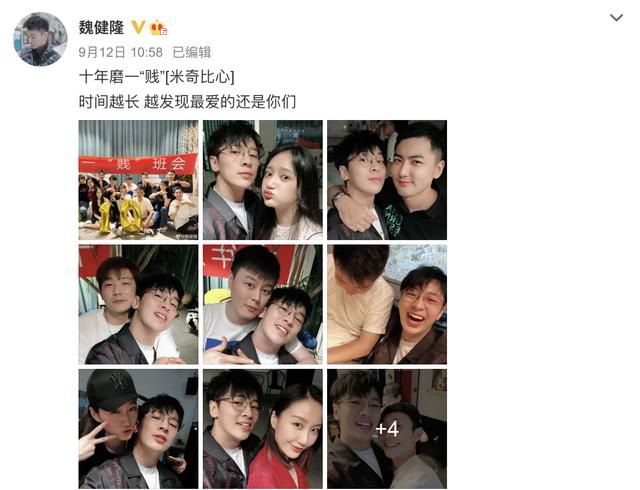 魏健隆
9月12日 10:58 已编辑
十年磨一“贱”[米奇比心]
时间越长 越发现最爱的还是你们
一“贱”班会
10
书
+4